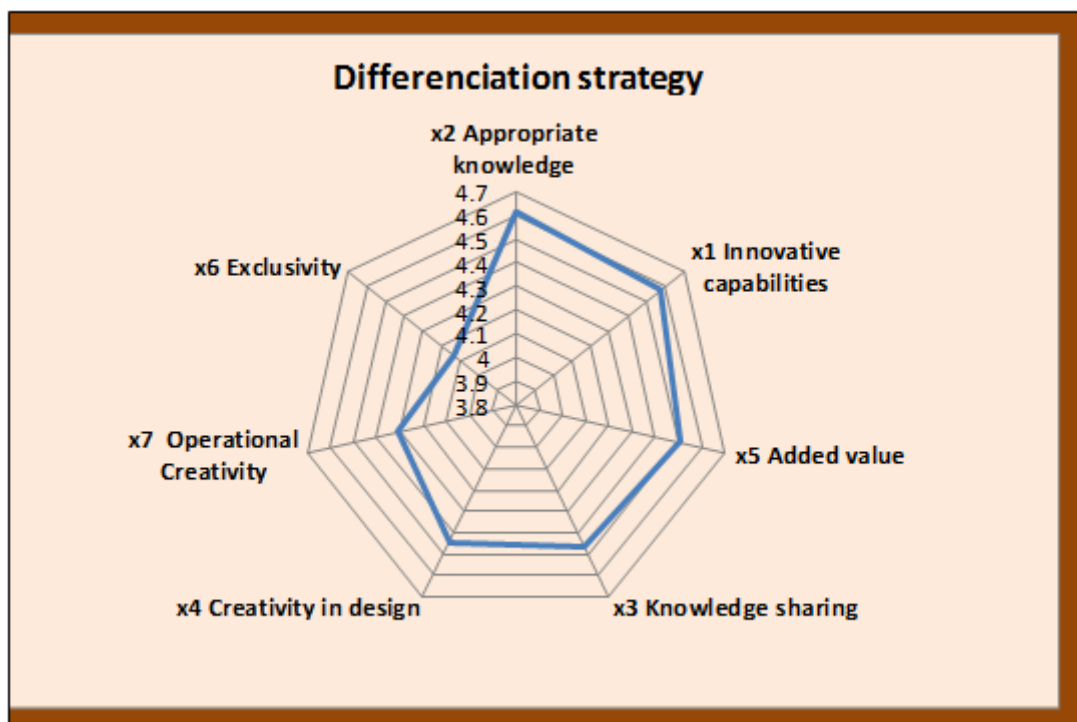 Differenciation strategy
x2 Appropriate
knowledge
4.7
4.6
4.5
4.4
4.3
4.2
4.1
4
3.9
3.8
x1 Innovative
capabilities
x5 Added value
x3 Knowledge sharing
x4 Creativity in design
x7 Operational
Creativity
x6 Exclusivity